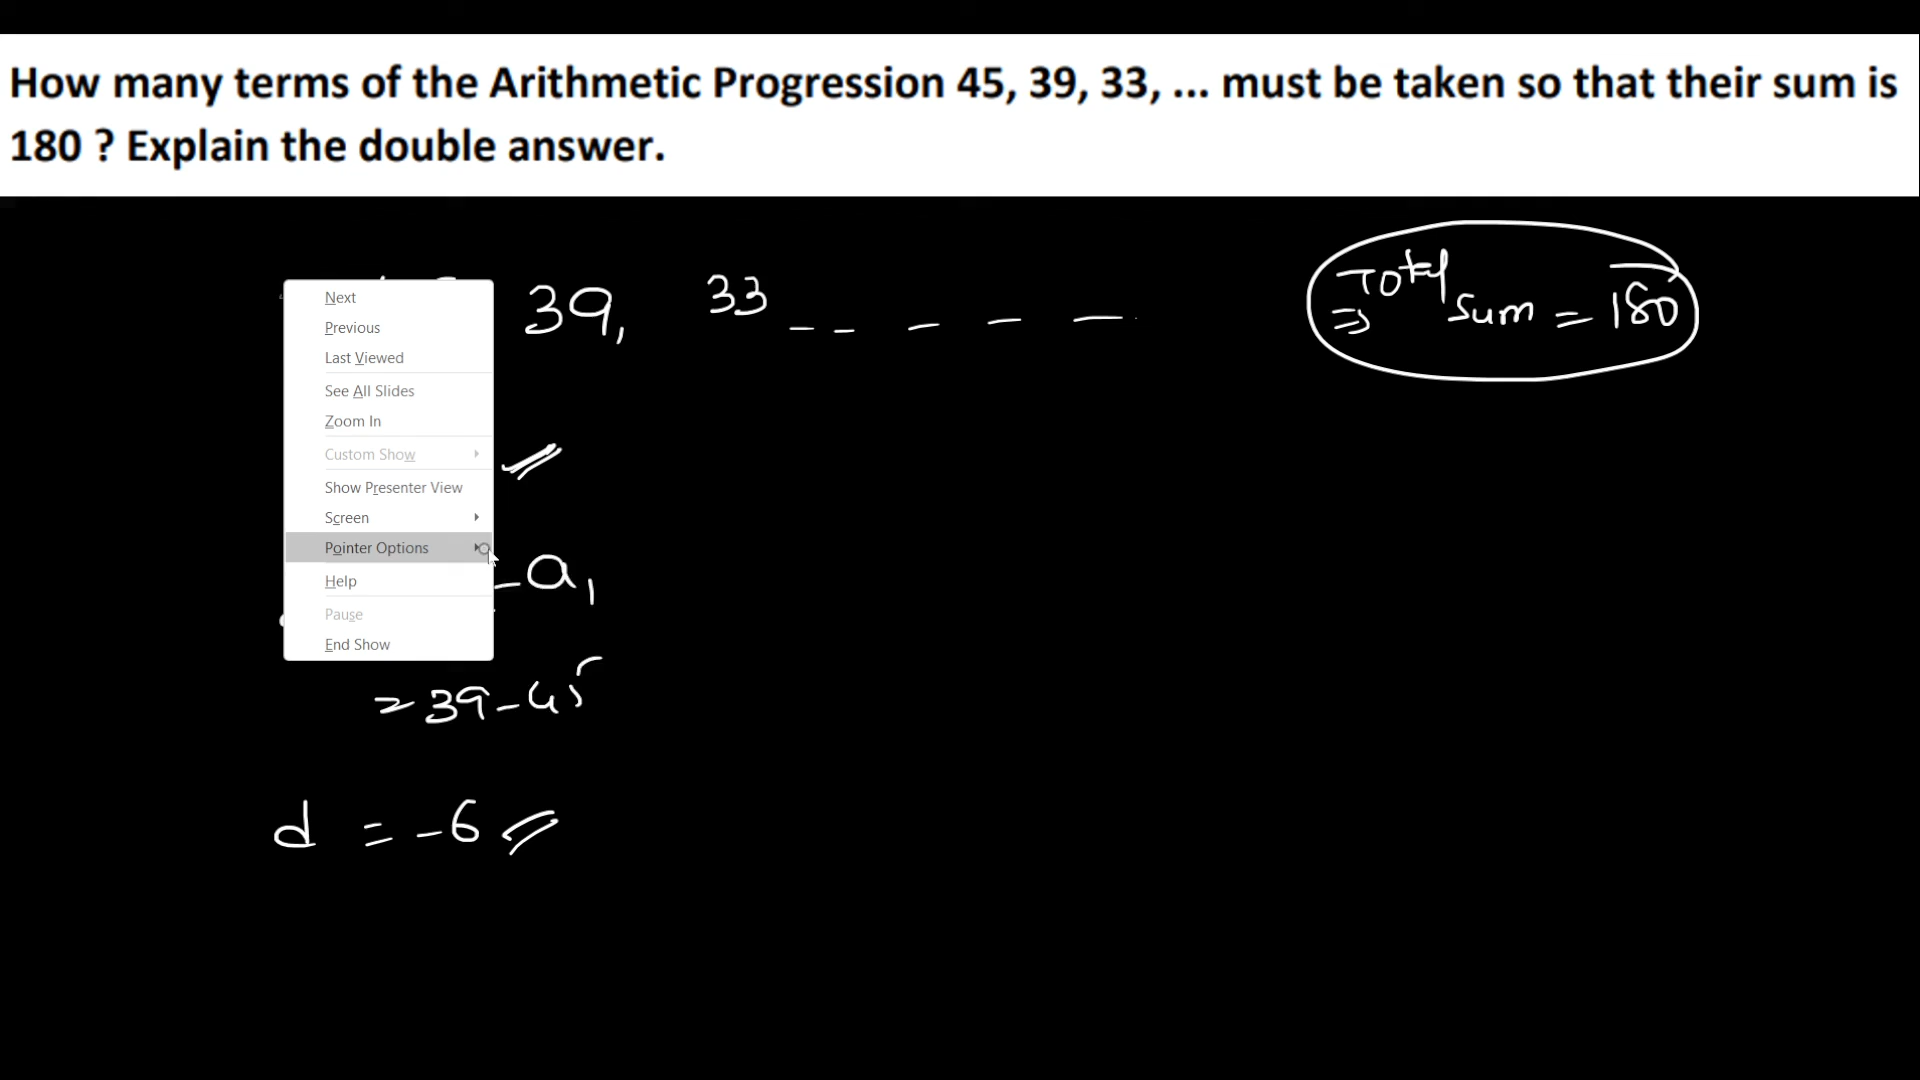 How many terms of the Arithmetic Progression 45, 39, 33, ... must be taken so that their sum is
180 ? Explain the double answer.
39, 33 _ _ _ _ _
⇒ Total Sum = 180
Next
Previous
Last Viewed
See All Slides
Zoom In
Custom Show
Show Presenter View
Screen
Pointer Options
- a₁
Help
Pause
End Show
= 39 - 45
d = -6